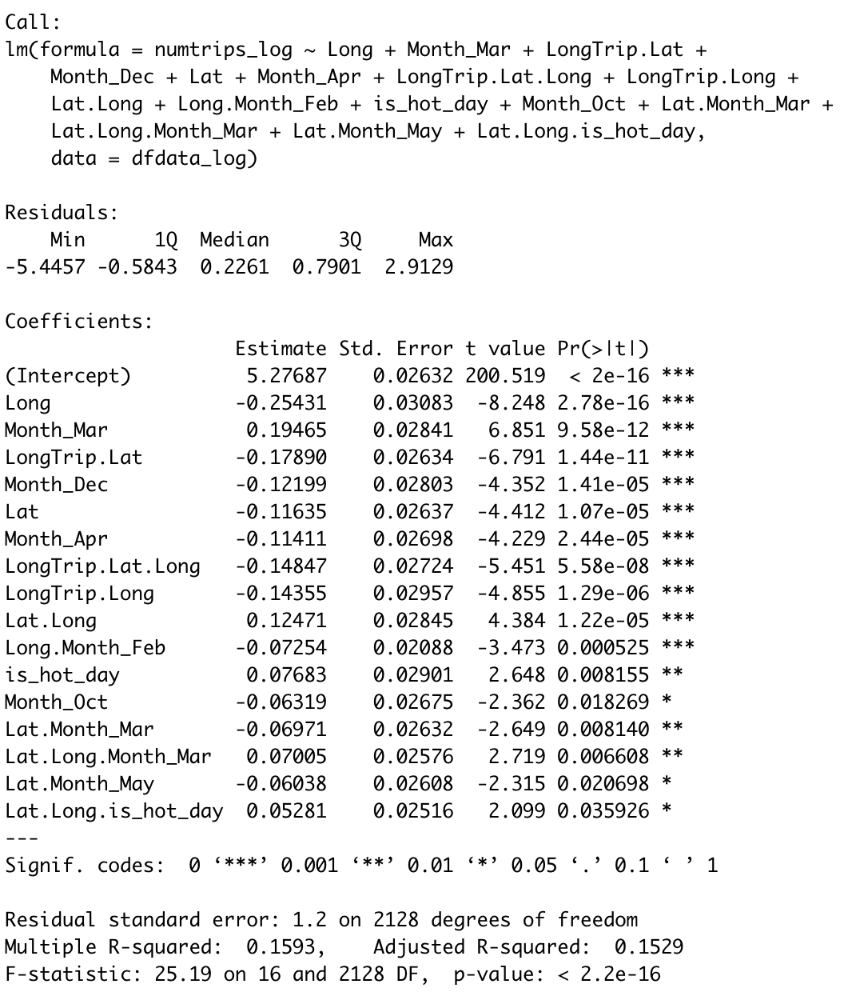 Call:
lm(formula = numtrips_log ~ Long + Month_Mar + LongTrip.Lat +
    Month_Dec + Lat + Month_Apr + LongTrip.Lat.Long + LongTrip.Long +
    Lat.Long + Long.Month_Feb + is_hot_day + Month_Oct + Lat.Month_Mar +
    Lat.Long.Month_Mar + Lat.Month_May + Lat.Long.is_hot_day,
    data = dfdata_log)

Residuals:
    Min      1Q  Median      3Q     Max
-5.4457 -0.5843  0.2261  0.7901  2.9129

Coefficients:
                    Estimate Std. Error t value Pr(>|t|)
(Intercept)          5.27687    0.02632 200.519  < 2e-16 ***
Long                -0.25431    0.03083  -8.248 2.78e-16 ***
Month_Mar            0.19465    0.02841   6.851 9.58e-12 ***
LongTrip.Lat        -0.17890    0.02634  -6.791 1.44e-11 ***
Month_Dec           -0.12199    0.02803  -4.352 1.41e-05 ***
Lat                 -0.11635    0.02637  -4.412 1.07e-05 ***
Month_Apr           -0.11411    0.02698  -4.229 2.44e-05 ***
LongTrip.Lat.Long   -0.14847    0.02724  -5.451 5.58e-08 ***
LongTrip.Long       -0.14355    0.02957  -4.855 1.29e-06 ***
Lat.Long             0.12471    0.02845   4.384 1.22e-05 ***
Long.Month_Feb      -0.07254    0.02088  -3.473 0.000525 ***
is_hot_day           0.07683    0.02901   2.648 0.008155 **
Month_Oct           -0.06319    0.02675  -2.362 0.018269 *
Lat.Month_Mar       -0.06971    0.02632  -2.649 0.008140 **
Lat.Long.Month_Mar   0.07005    0.02576   2.719 0.006608 **
Lat.Month_May       -0.06038    0.02608  -2.315 0.020698 *
Lat.Long.is_hot_day  0.05281    0.02516   2.099 0.035926 *
---
Signif. codes:  0 ‘***’ 0.001 ‘**’ 0.01 ‘*’ 0.05 ‘.’ 0.1 ‘ ’ 1

Residual standard error: 1.2 on 2128 degrees of freedom
Multiple R-squared:  0.1593,    Adjusted R-squared:  0.1529
F-statistic: 25.19 on 16 and 2128 DF,  p-value: < 2.2e-16